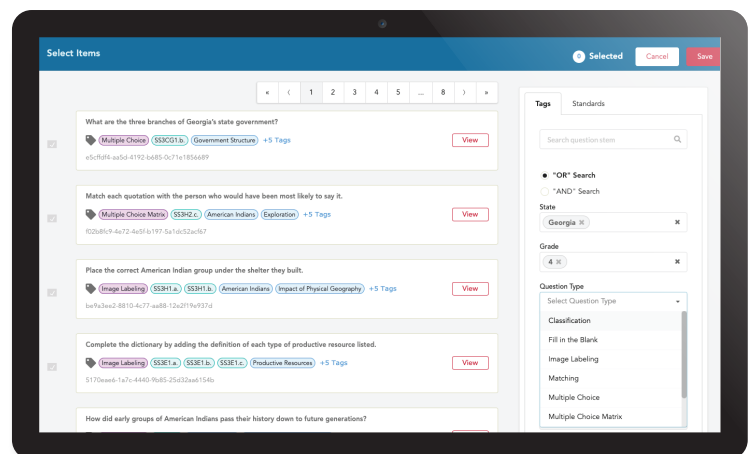 Select Items
0 Selected
Cancel
Save
« ‹ 1 2 3 4 5 ... 8 › »
What are the three branches of Georgia's state government?
Multiple Choice SS3CG1.b. Government Structure +5 Tags
View
e5cffdf4-aa5d-4192-b685-0c71e1856689
Match each quotation with the person who would have been most likely to say it.
Multiple Choice Matrix SS3H2.c. American Indians Exploration +5 Tags
View
f02b8fc9-4e72-4e5f-b197-5a1dc52acf67
Place the correct American Indian group under the shelter they built.
Image Labeling SS3H1.a. SS3H1.b. American Indians Impact of Physical Geography +5 Tags
View
be9a3ee2-8810-4c77-aa88-12e2f19e937d
Complete the dictionary by adding the definition of each type of productive resource listed.
Image Labeling SS3E1.a. SS3E1.b. SS3E1.c. Productive Resources +5 Tags
View
5170eae6-1a7c-4440-9b85-25d32aa6154b
How did early groups of American Indians pass their history down to future generations?
Tags
Standards
Search question stem
"OR" Search
"AND" Search
State
Georgia ×
×
Grade
4 ×
×
Question Type
Select Question Type
Classification
Fill in the Blank
Image Labeling
Matching
Multiple Choice
Multiple Choice Matrix